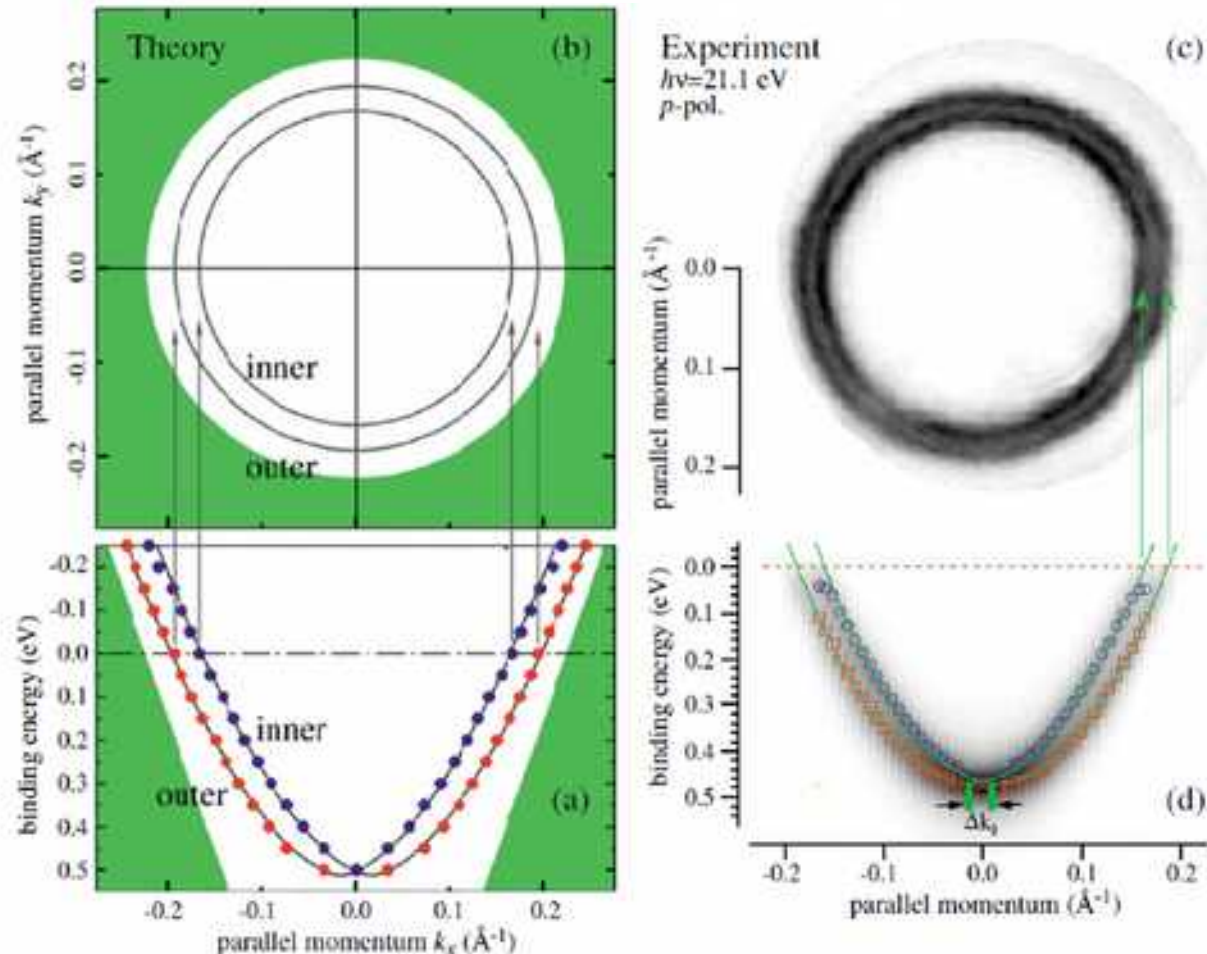 Theory
(b)
parallel momentum ky (Å-1)
0.2
0.1
0.0
-0.1
-0.2
inner
outer
Experiment
hν=21.1 eV
p-pol.
(c)
parallel momentum (Å-1)
0.0
0.1
0.2
binding energy (eV)
-0.2
-0.1
0.0
0.1
0.2
0.3
0.4
0.5
inner
outer
(a)
-0.2
-0.1
0.0
0.1
0.2
parallel momentum kx (Å-1)
binding energy (eV)
0.0
0.1
0.2
0.3
0.4
0.5
(d)
-0.2
-0.1
0.0
0.1
0.2
parallel momentum (Å-1)